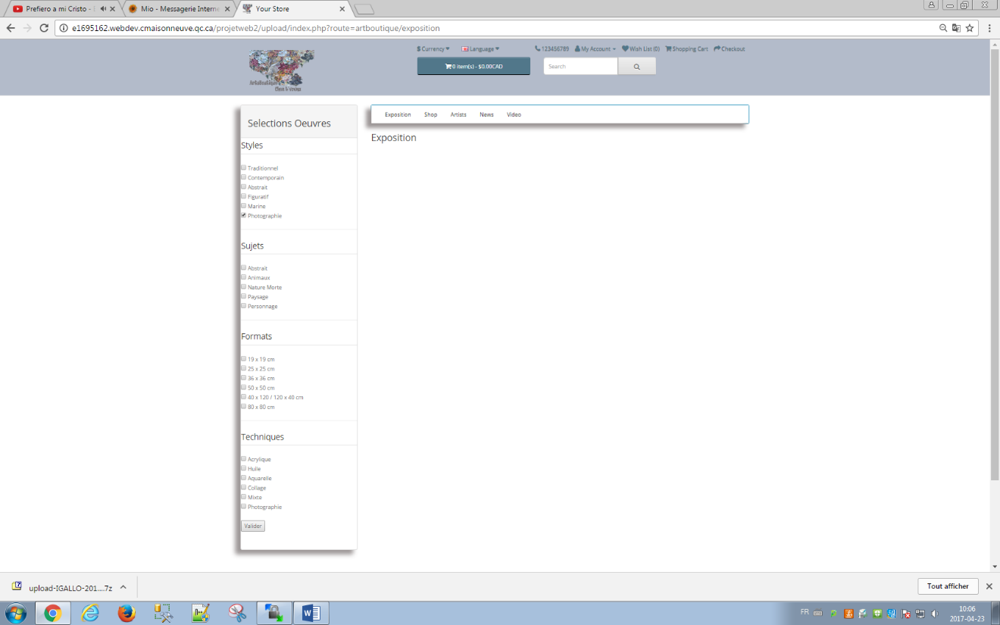 Prefiero a mi Cristo -
Mio - Messagerie Interne
Your Store
e1695162.webdev.cmaisonneuve.qc.ca/projetweb2/upload/index.php?route=artboutique/exposition
$ Currency
Language
123456789
My Account
Wish List (0)
Shopping Cart
Checkout
0 item(s) - $0.00CAD
Search
Selections Oeuvres
Exposition
Shop
Artists
News
Video
Exposition
Styles
Traditionnel
Contemporain
Abstrait
Figuratif
Marine
Photographie
Sujets
Abstrait
Animaux
Nature Morte
Paysage
Personnage
Formats
19 x 19 cm
25 x 25 cm
36 x 36 cm
50 x 50 cm
40 x 120 / 120 x 40 cm
80 x 80 cm
Techniques
Acrylique
Huile
Aquarelle
Collage
Mixte
Photographie
Valider
upload-IGALLO-201....7z
Tout afficher
FR
10:06
2017-04-23